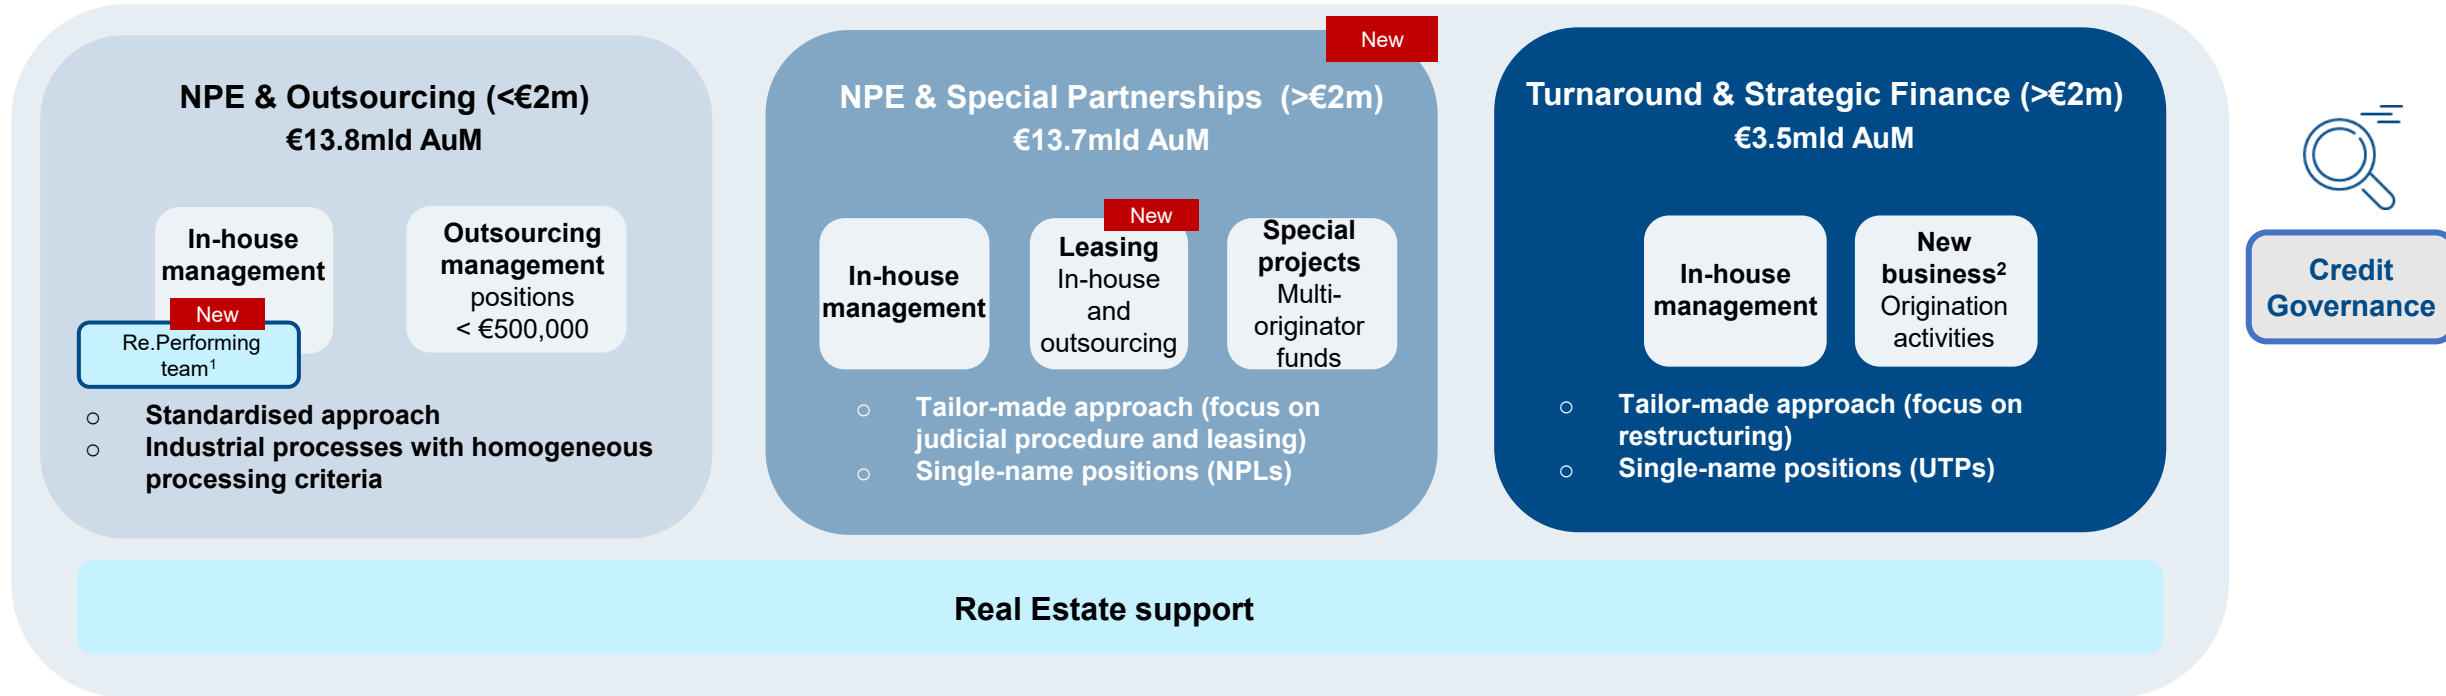 NPE & Outsourcing (<€2m)
€13.8mld AuM
In-house
management
New
Re.Performing
team¹
Outsourcing
management
positions
< €500,000
o Standardised approach
o Industrial processes with homogeneous
processing criteria
New
NPE & Special Partnerships (>€2m)
€13.7mld AuM
In-house
management
New
Leasing
In-house
and
outsourcing
Special
projects
Multi-
originator
funds
o Tailor-made approach (focus on
judicial procedure and leasing)
o Single-name positions (NPLs)
Turnaround & Strategic Finance (>€2m)
€3.5mld AuM
In-house
management
New
business²
Origination
activities
o Tailor-made approach (focus on
restructuring)
o Single-name positions (UTPs)
Credit
Governance
Real Estate support